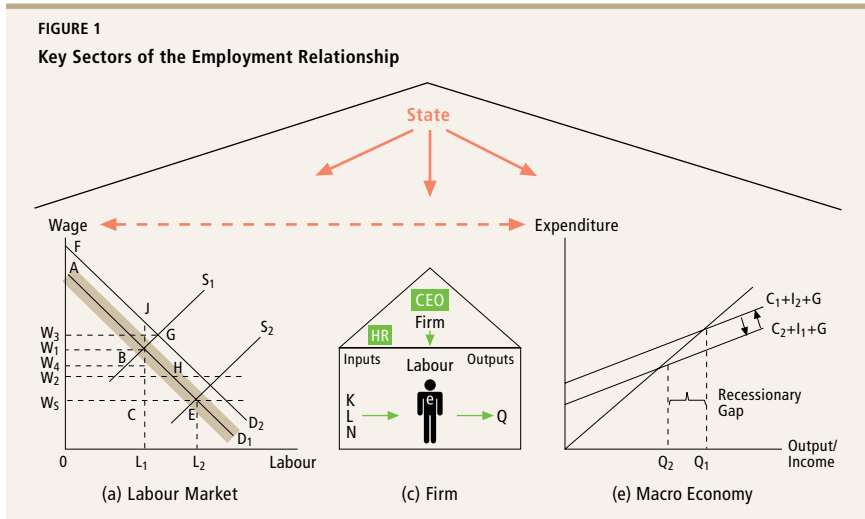 FIGURE 1
Key Sectors of the Employment Relationship
State
Wage
Expenditure
F
A
J
S1
G
S2
W3
W1
B
W4
H
W2
WS
C
E
D2
D1
0
L1
L2
Labour
(a) Labour Market
CEO
Firm
HR
Inputs
Labour
Outputs
K
L
N
e
Q
(c) Firm
C1+I2+G
C2+I1+G
Recessionary
Gap
Output/
Income
Q2
Q1
(e) Macro Economy